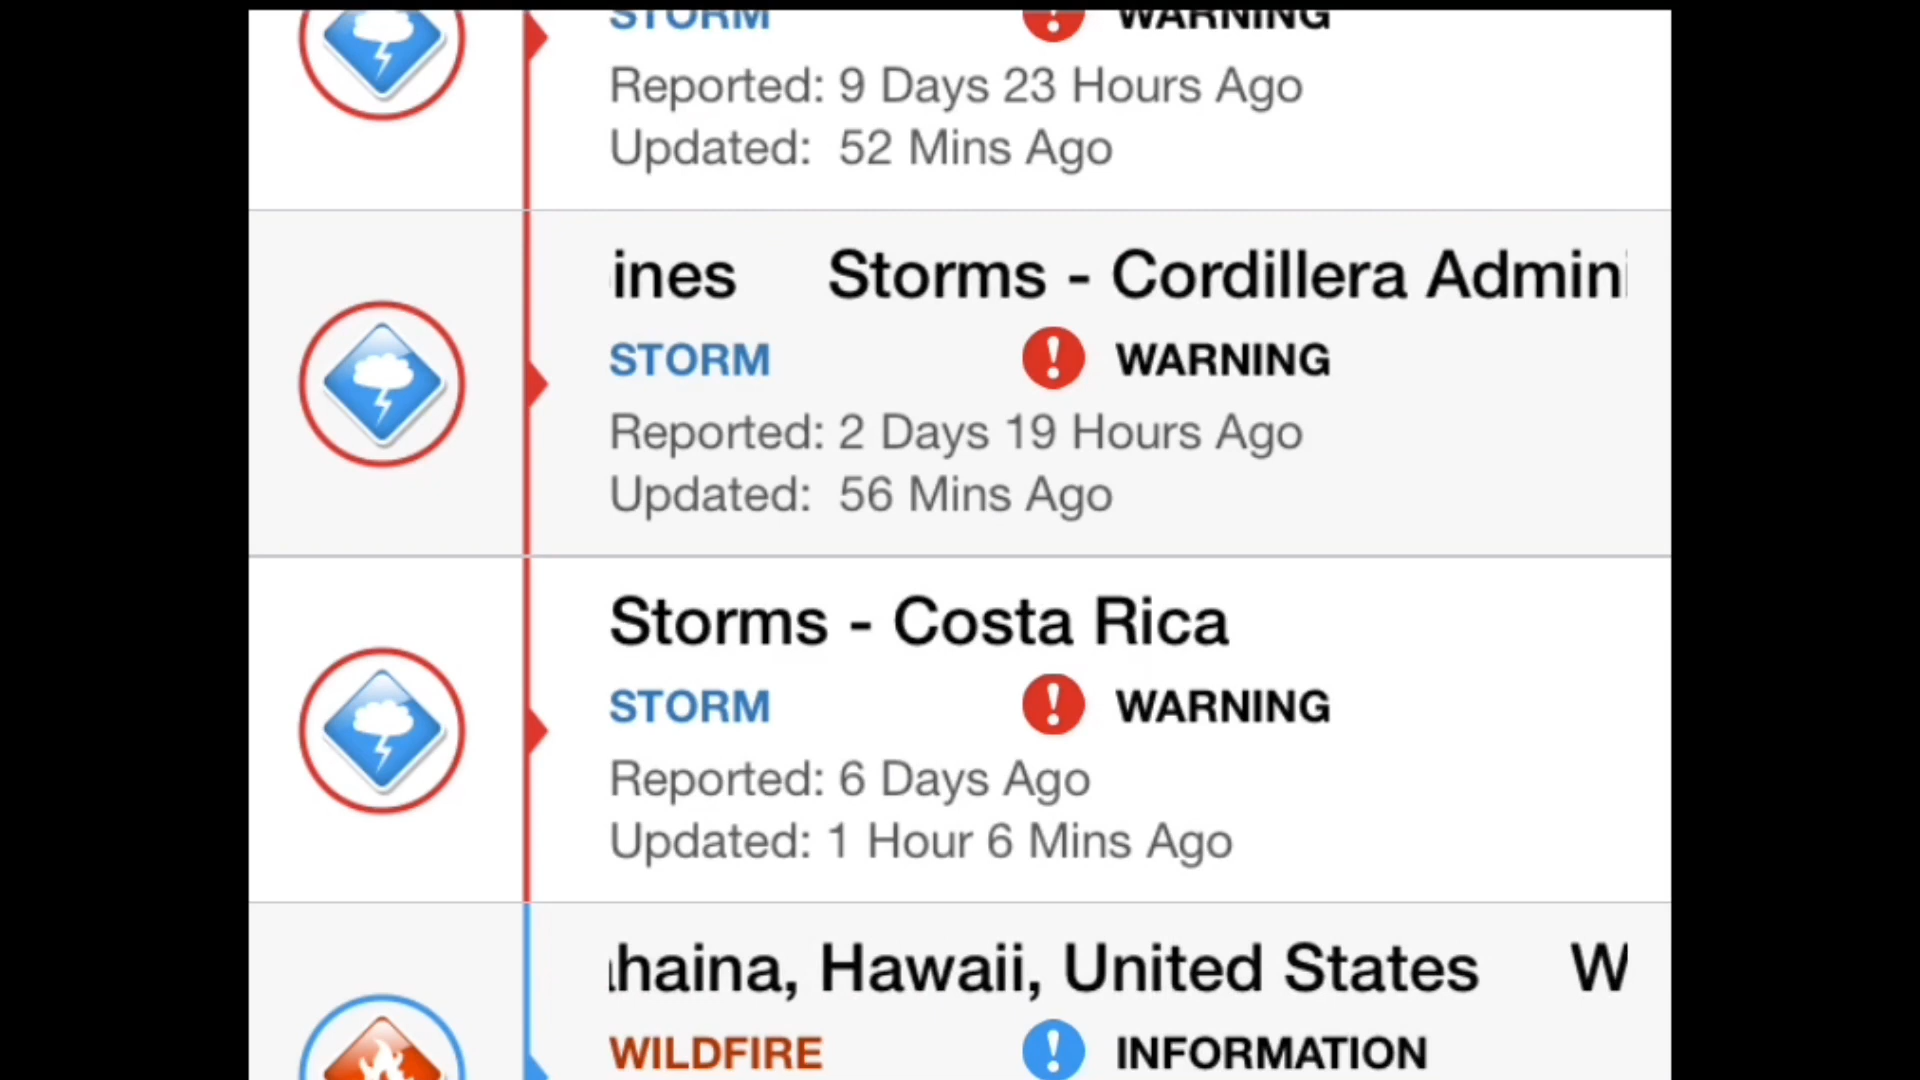 STORM WARNING
Reported: 9 Days 23 Hours Ago
Updated: 52 Mins Ago
ines Storms - Cordillera Admin
STORM WARNING
Reported: 2 Days 19 Hours Ago
Updated: 56 Mins Ago
Storms - Costa Rica
STORM WARNING
Reported: 6 Days Ago
Updated: 1 Hour 6 Mins Ago
haina, Hawaii, United States W
WILDFIRE INFORMATION